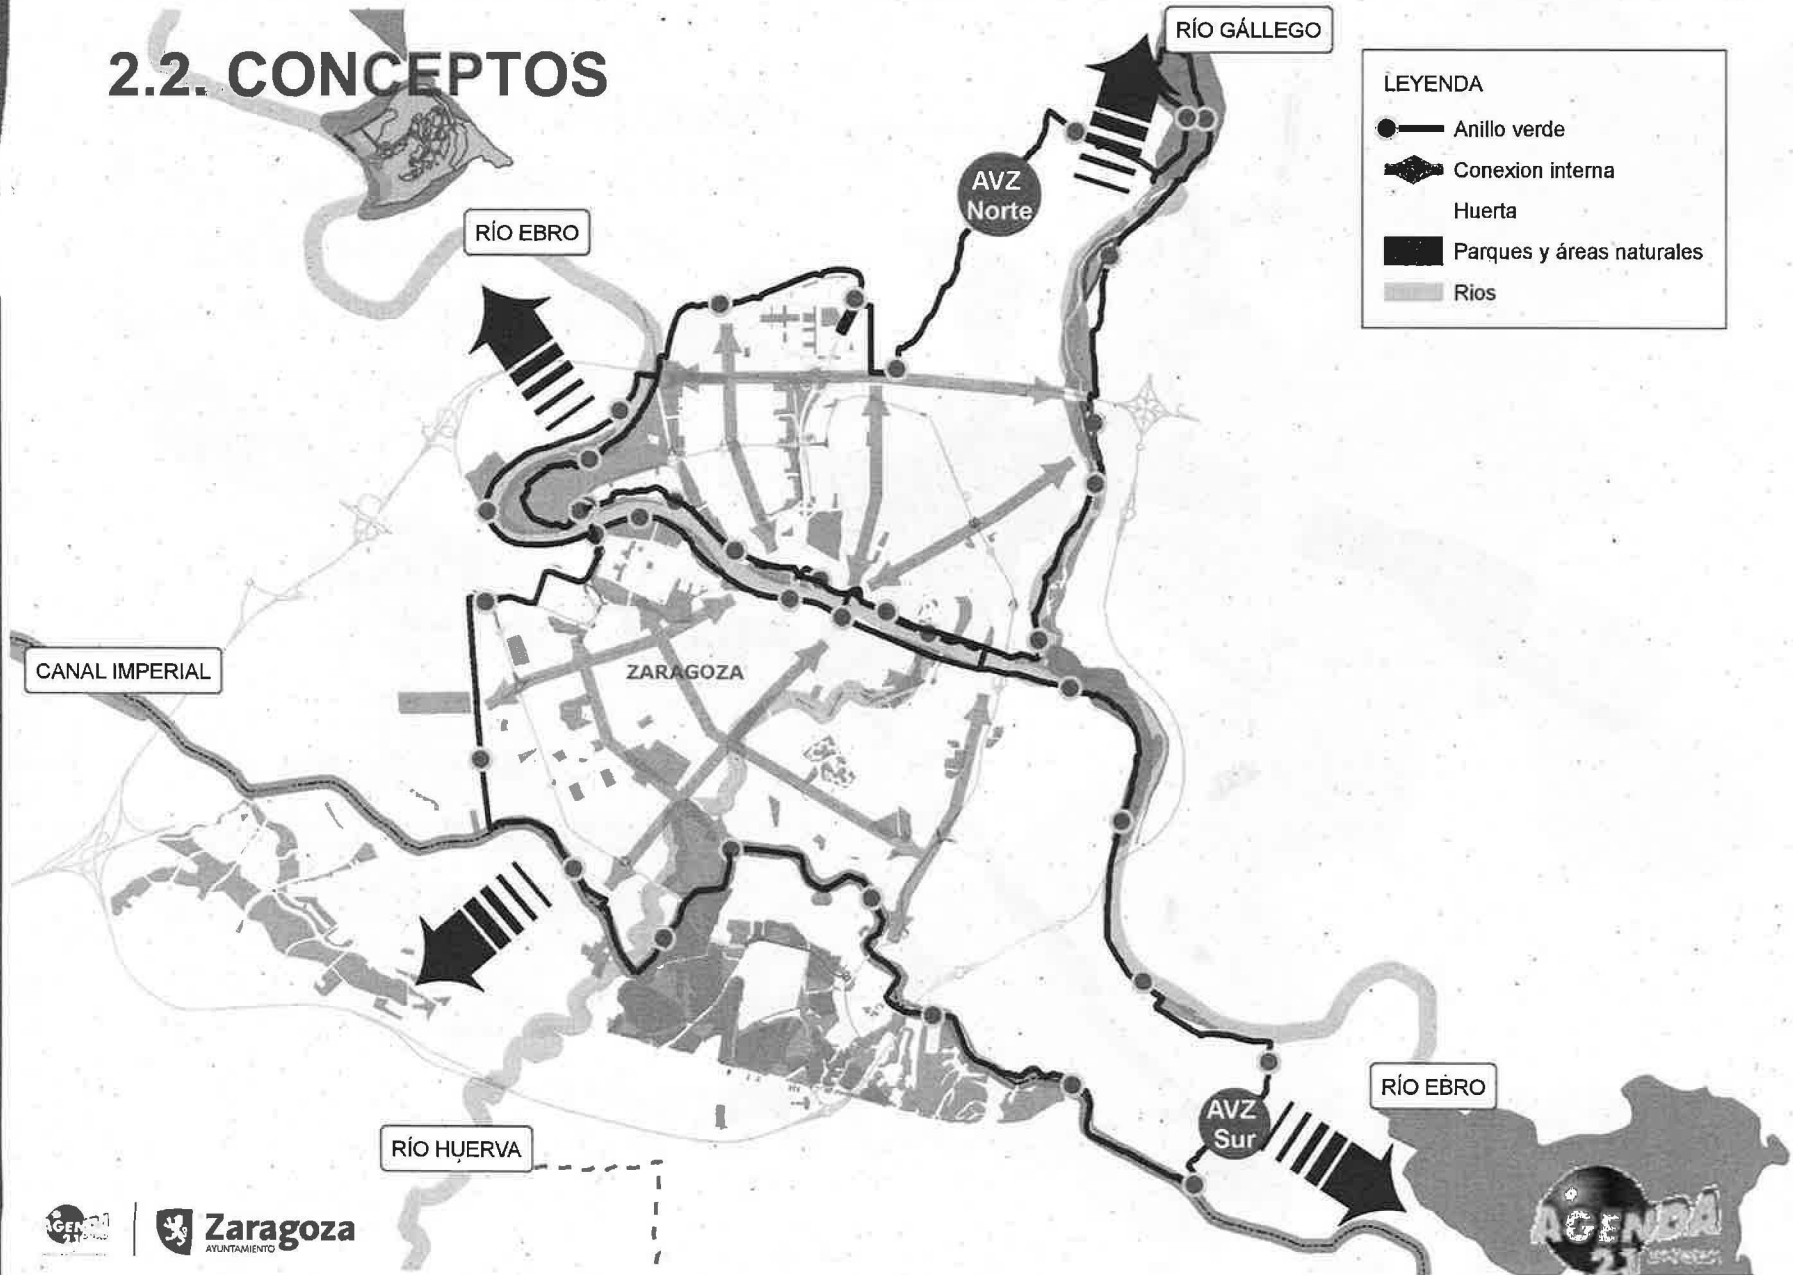 2.2. CONCEPTOS
RÍO GÁLLEGO
LEYENDA
Anillo verde
Conexion interna
Huerta
Parques y áreas naturales
Rios
AVZ
Norte
RÍO EBRO
CANAL IMPERIAL
ZARAGOZA
RÍO EBRO
AVZ
Sur
RÍO HUERVA
Zaragoza
AYUNTAMIENTO
AGENDA